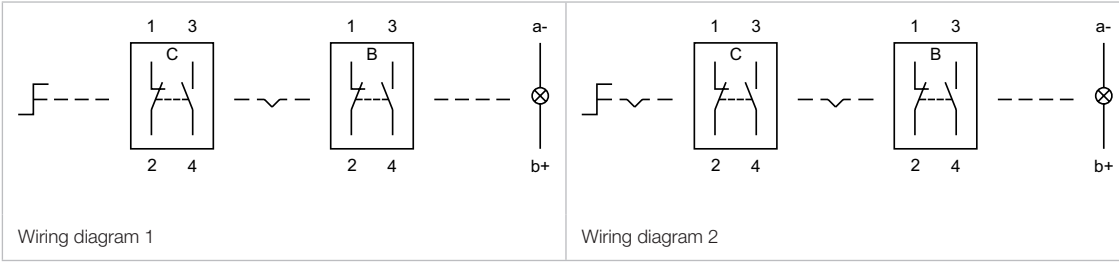 1 3 1 3 a-
C B
2 4 2 4 b+
Wiring diagram 1
1 3 1 3 a-
C B
2 4 2 4 b+
Wiring diagram 2